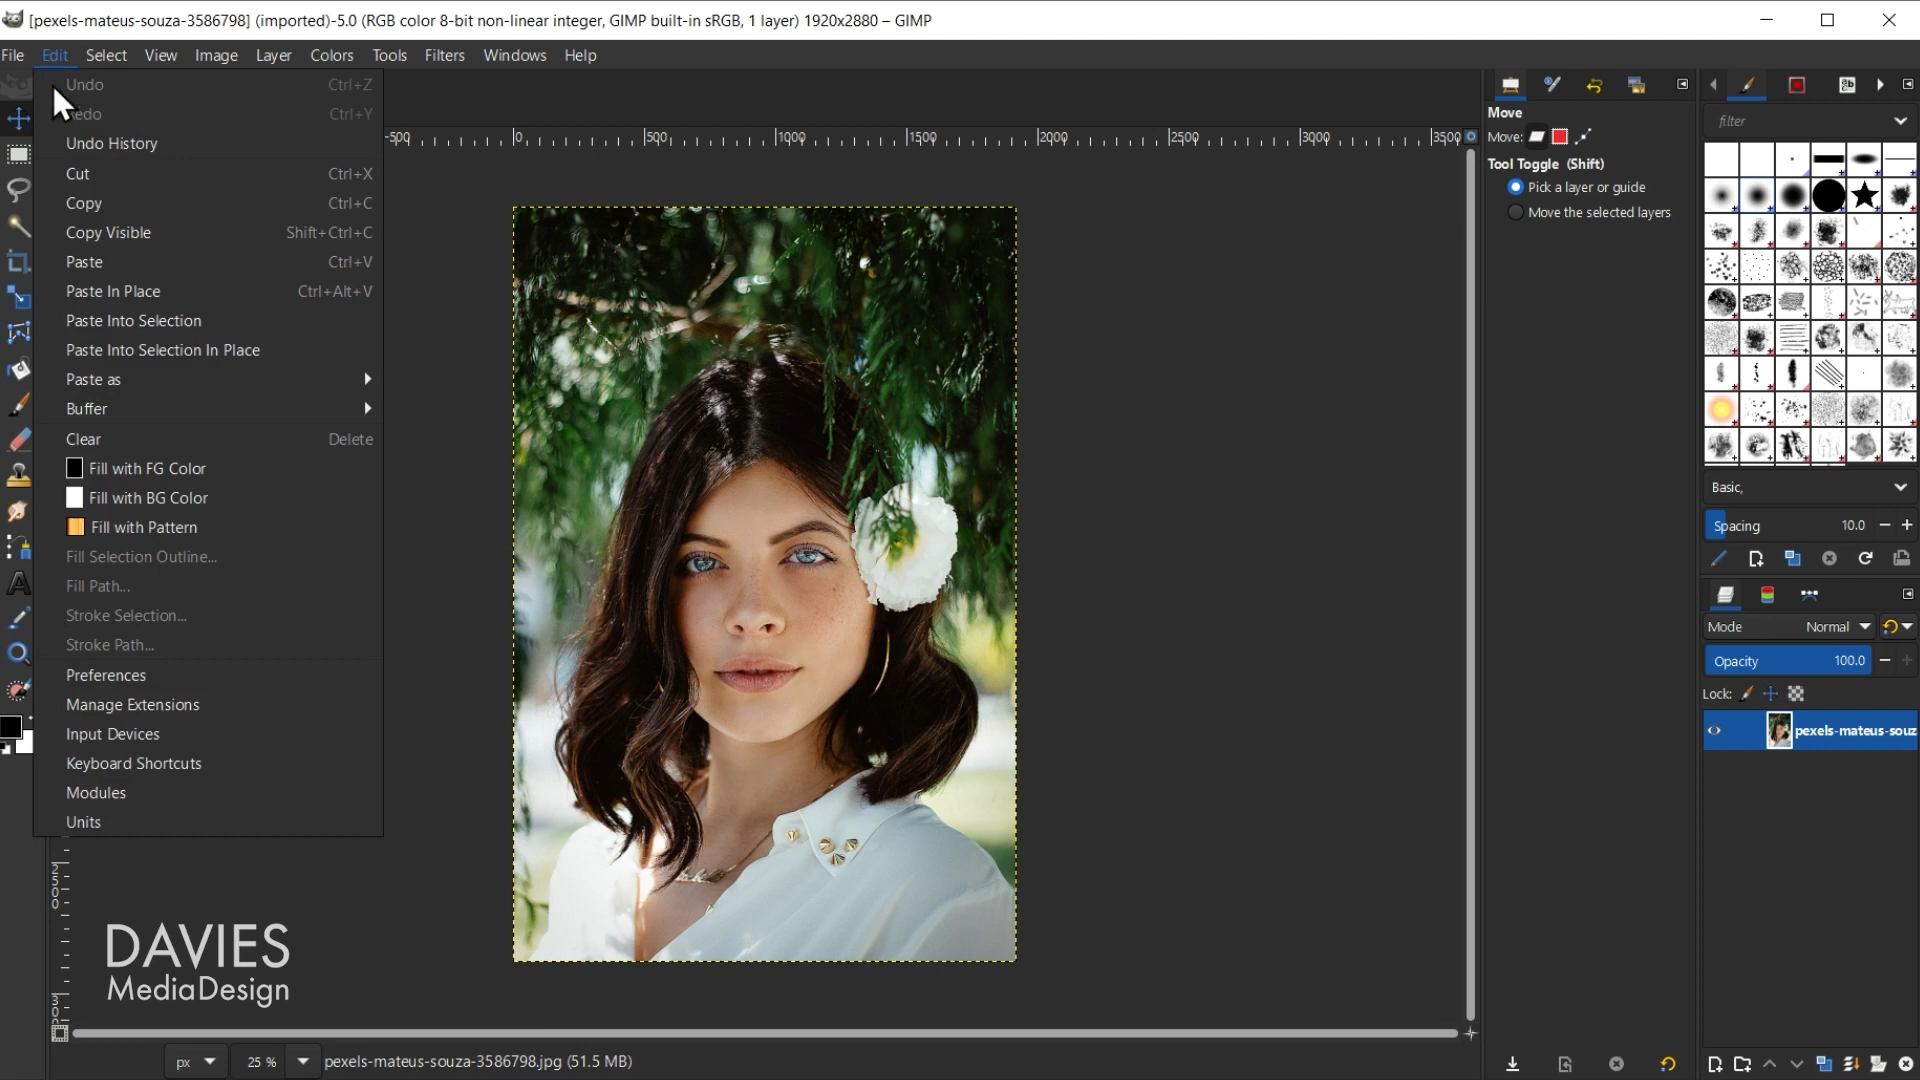 [pexels-mateus-souza-3586798] (imported)-5.0 (RGB color 8-bit non-linear integer, GIMP built-in sRGB, 1 layer) 1920x2880 – GIMP
File Edit Select View Image Layer Colors Tools Filters Windows Help
Undo Ctrl+Z
edo Ctrl+Y
Undo History
Cut Ctrl+X
Copy Ctrl+C
Copy Visible Shift+Ctrl+C
Paste Ctrl+V
Paste In Place Ctrl+Alt+V
Paste Into Selection
Paste Into Selection In Place
Paste as
Buffer
Clear Delete
Fill with FG Color
Fill with BG Color
Fill with Pattern
Fill Selection Outline...
Fill Path...
Stroke Selection...
Stroke Path...
Preferences
Manage Extensions
Input Devices
Keyboard Shortcuts
Modules
Units
-500 0 500 1000 1500 2000 2500 3000 3500
2500
DAVIES
MediaDesign
px 25 % pexels-mateus-souza-3586798.jpg (51.5 MB)
Move
Move:
Tool Toggle (Shift)
Pick a layer or guide
Move the selected layers
filter
Basic,
Spacing 10.0
Mode Normal
Opacity 100.0
Lock:
pexels-mateus-souz